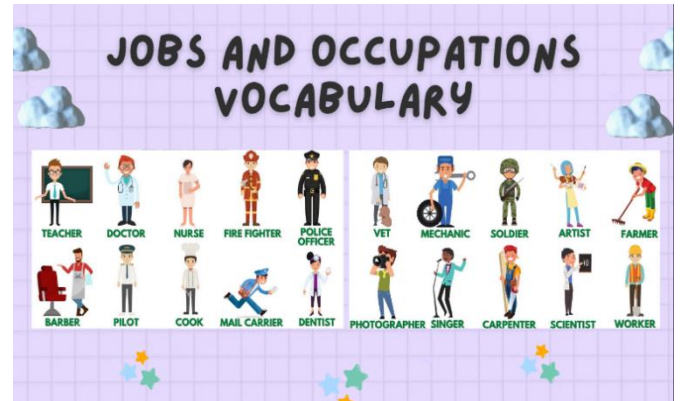 JOBS AND OCCUPATIONS
VOCABULARY
TEACHER DOCTOR NURSE FIRE FIGHTER POLICE OFFICER
BARBER PILOT COOK MAIL CARRIER DENTIST
VET MECHANIC SOLDIER ARTIST FARMER
PHOTOGRAPHER SINGER CARPENTER SCIENTIST WORKER